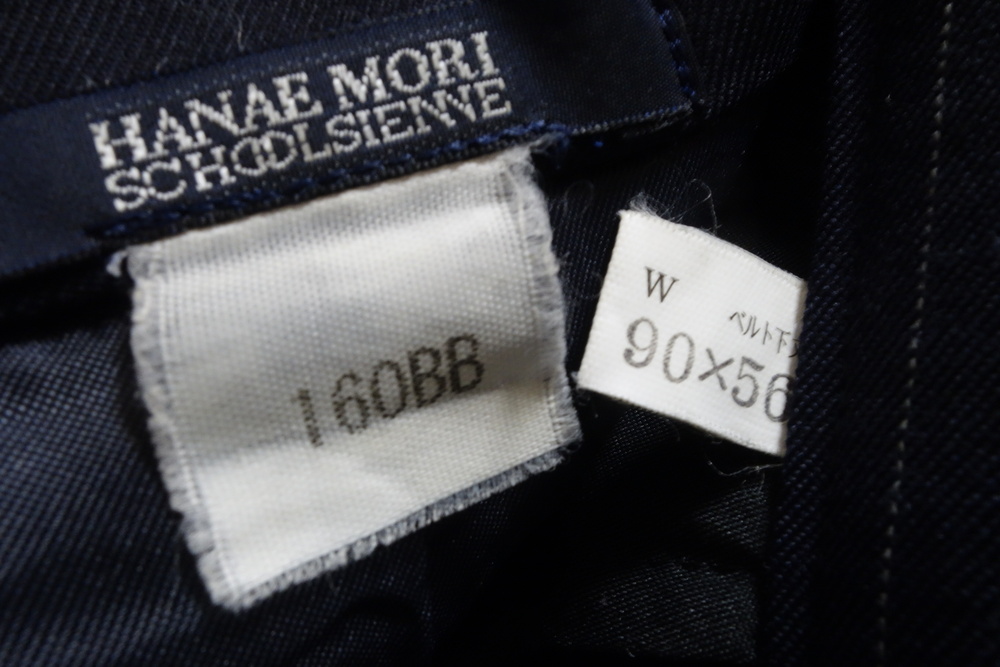 HANAE MORI
SCHOOLSIENNE
160BB
W
ベルト下
90×56